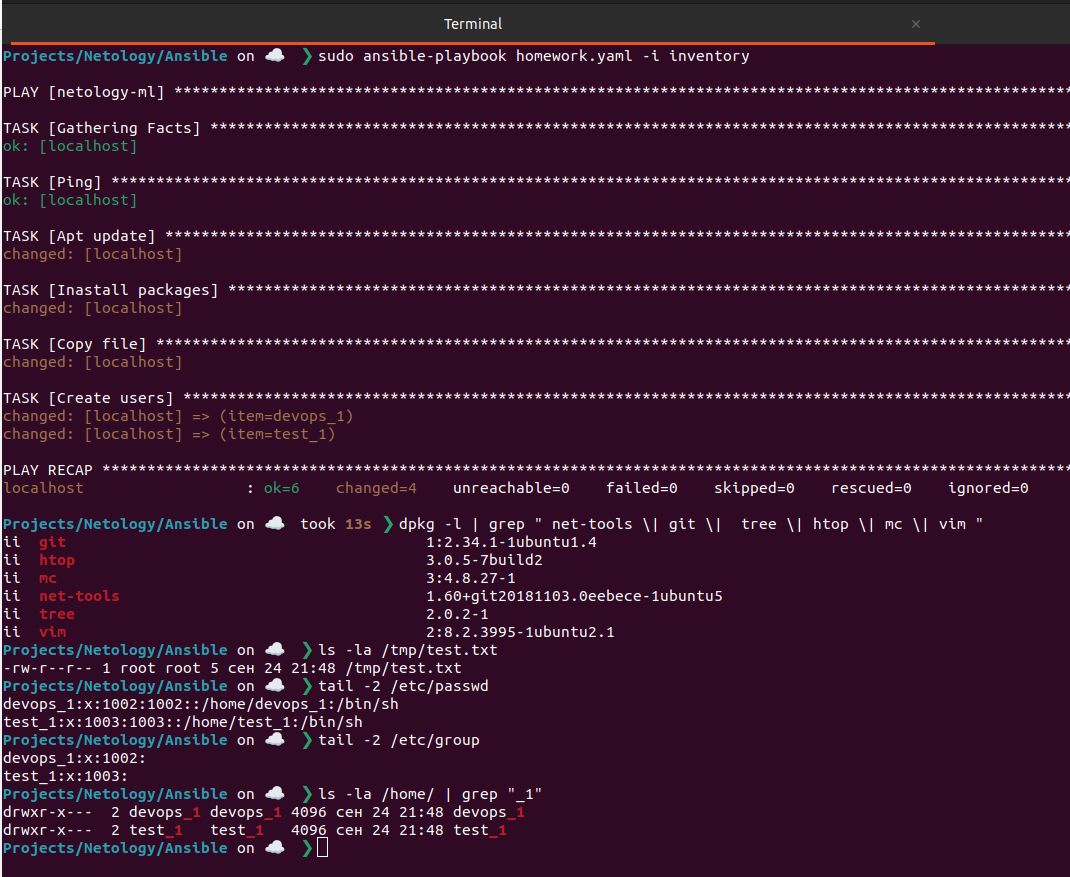 Terminal ×
Projects/Netology/Ansible on ☁️ ❯ sudo ansible-playbook homework.yaml -i inventory
PLAY [netology-ml] ****************************************************************************************************
TASK [Gathering Facts] ************************************************************************************************
ok: [localhost]
TASK [Ping] ***********************************************************************************************************
ok: [localhost]
TASK [Apt update] *****************************************************************************************************
changed: [localhost]
TASK [Inastall packages] **********************************************************************************************
changed: [localhost]
TASK [Copy file] ******************************************************************************************************
changed: [localhost]
TASK [Create users] ***************************************************************************************************
changed: [localhost] => (item=devops_1)
changed: [localhost] => (item=test_1)
PLAY RECAP ************************************************************************************************************
localhost                  : ok=6    changed=4    unreachable=0    failed=0    skipped=0    rescued=0    ignored=0
Projects/Netology/Ansible on ☁️  took 13s ❯ dpkg -l | grep " net-tools \| git \|  tree \| htop \| mc \| vim "
ii  git                                        1:2.34.1-1ubuntu1.4
ii  htop                                       3.0.5-7build2
ii  mc                                         3:4.8.27-1
ii  net-tools                                  1.60+git20181103.0eebece-1ubuntu5
ii  tree                                       2.0.2-1
ii  vim                                        2:8.2.3995-1ubuntu2.1
Projects/Netology/Ansible on ☁️ ❯ ls -la /tmp/test.txt
-rw-r--r-- 1 root root 5 сен 24 21:48 /tmp/test.txt
Projects/Netology/Ansible on ☁️ ❯ tail -2 /etc/passwd
devops_1:x:1002:1002::/home/devops_1:/bin/sh
test_1:x:1003:1003::/home/test_1:/bin/sh
Projects/Netology/Ansible on ☁️ ❯ tail -2 /etc/group
devops_1:x:1002:
test_1:x:1003:
Projects/Netology/Ansible on ☁️ ❯ ls -la /home/ | grep "_1"
drwxr-x---  2 devops_1 devops_1 4096 сен 24 21:48 devops_1
drwxr-x---  2 test_1   test_1   4096 сен 24 21:48 test_1
Projects/Netology/Ansible on ☁️ ❯